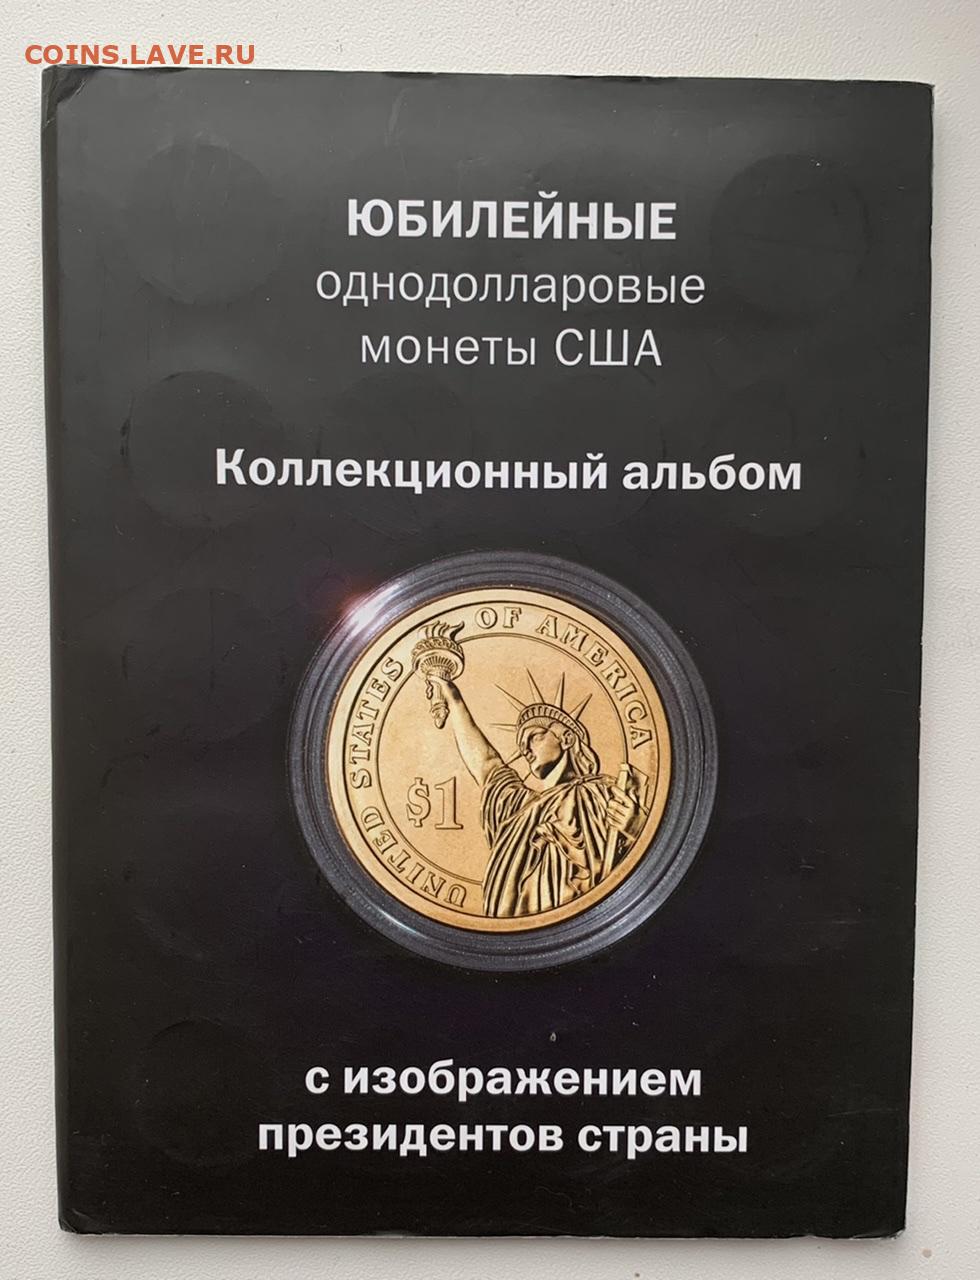 COINS.LAVE.RU
ЮБИЛЕЙНЫЕ
однодолларовые
монеты США
Коллекционный альбом
UNITED STATES OF AMERICA
$1
с изображением
президентов страны